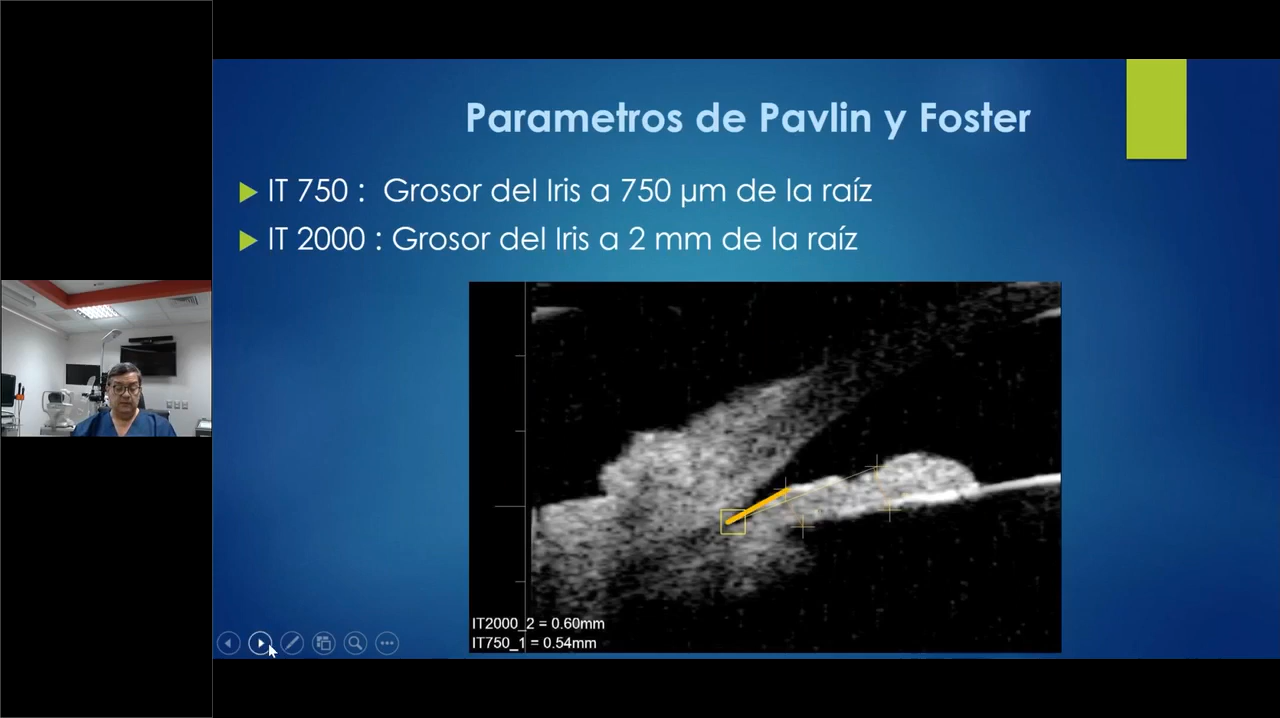 Parametros de Pavlin y Foster
IT 750 : Grosor del Iris a 750 µm de la raíz
IT 2000 : Grosor del Iris a 2 mm de la raíz
IT2000_2 = 0.60mm
IT750_1 = 0.54mm